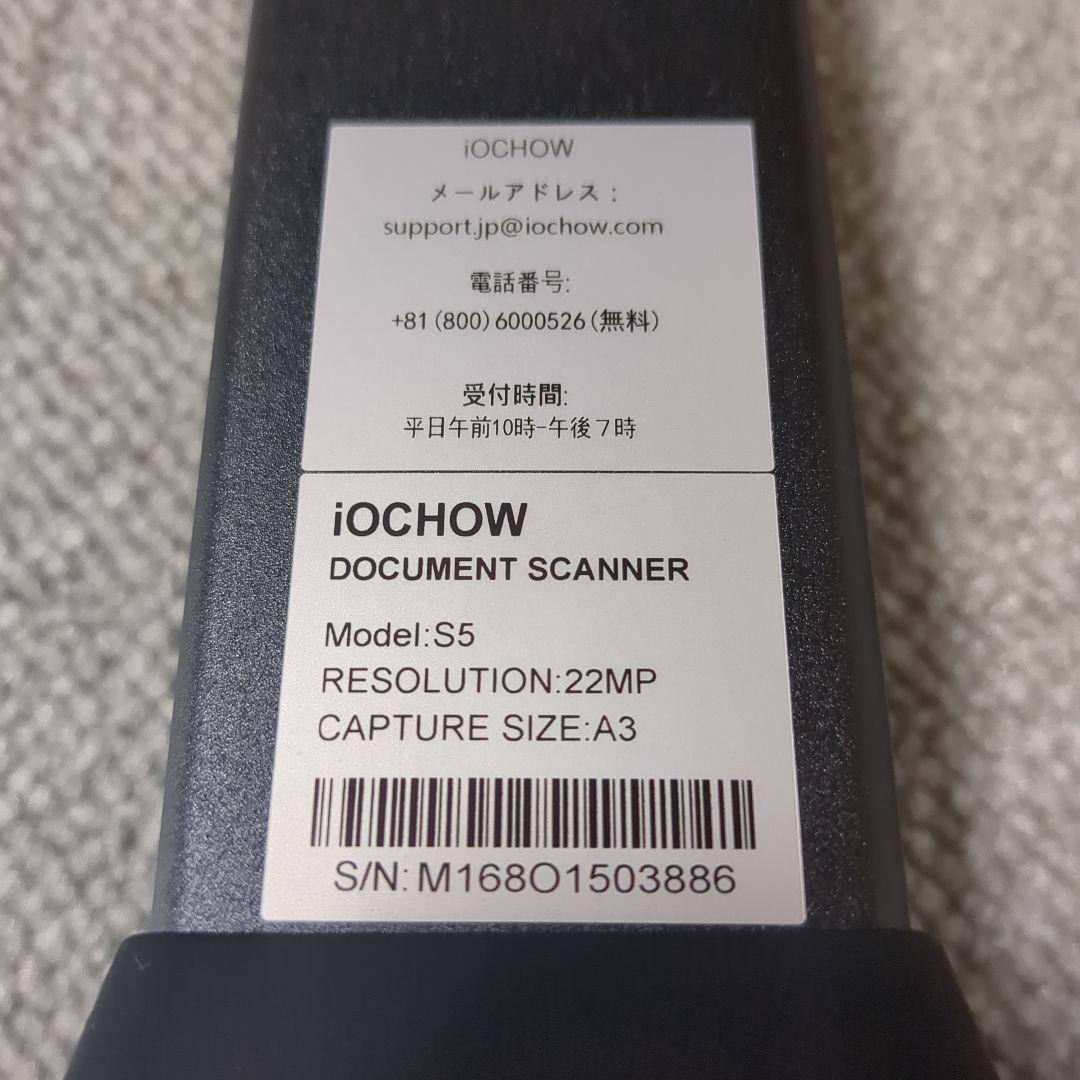 iOCHOW
メールアドレス：
support.jp@iochow.com
電話番号:
+81(800)6000526(無料)
受付時間:
平日午前10時-午後７時
iOCHOW
DOCUMENT SCANNER
Model:S5
RESOLUTION:22MP
CAPTURE SIZE:A3
S/N:M168O1503886